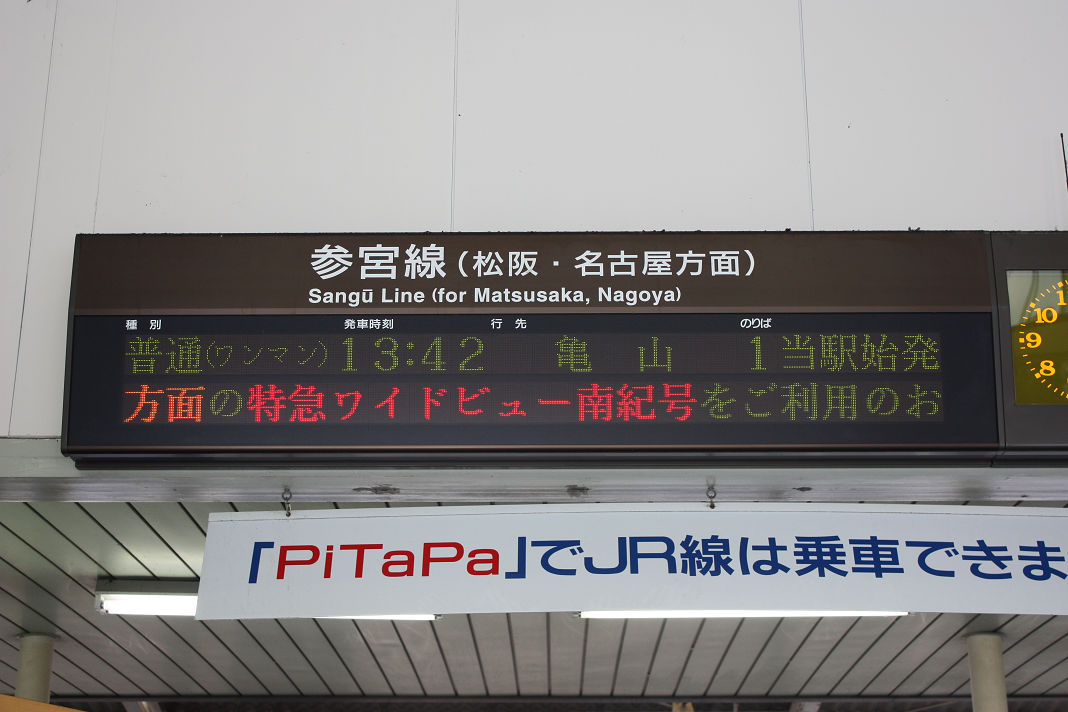 参宮線(松阪・名古屋方面)
Sangū Line (for Matsusaka, Nagoya)
種別 発車時刻 行先 のりば
普通(ワンマン) 13:42 亀山 1 当駅始発
方面の特急ワイドビュー南紀号をご利用のお
10
9
8
「PiTaPa」でJR線は乗車できま